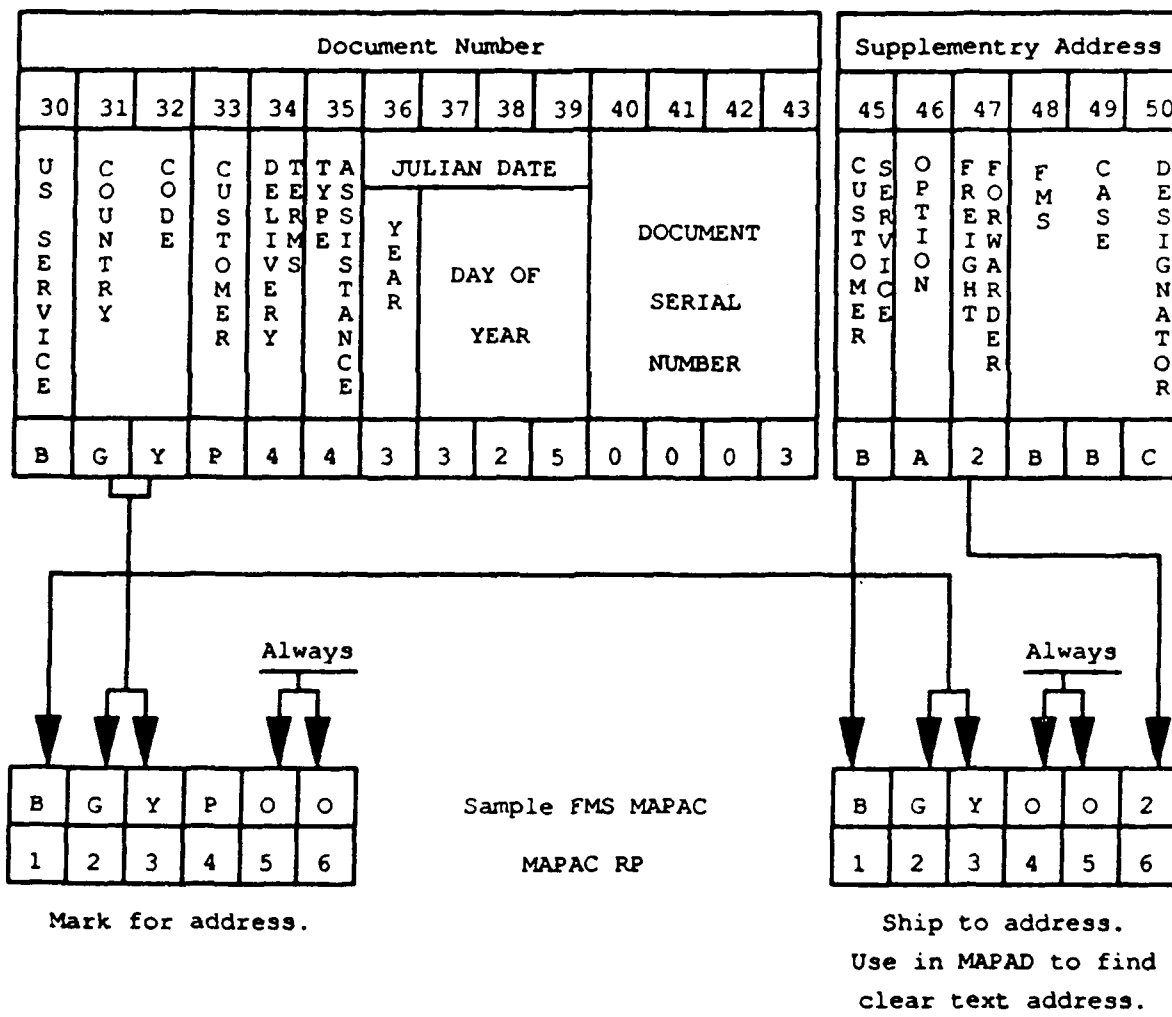 Document Number
Supplementry Address
30 31 32 33 34 35 36 37 38 39 40 41 42 43
45 46 47 48 49 50
US SERVICE
COUNTRY CODE
CUSTOMER
DELIVERY TERMS
TYPE ASSISTANCE
JULIAN DATE
YEAR
DAY OF
YEAR
DOCUMENT
SERIAL
NUMBER
CUSTOMER SERVICE
OPTION
FREIGHT FORWARDER
FMS CASE DESIGNATOR
B G Y P 4 4 3 3 2 5 0 0 0 3
B A 2 B B C
Always
Always
B G Y P O O
Sample FMS MAPAC
B G Y O O 2
1 2 3 4 5 6
MAPAC RP
1 2 3 4 5 6
Mark for address.
Ship to address.
Use in MAPAD to find
clear text address.